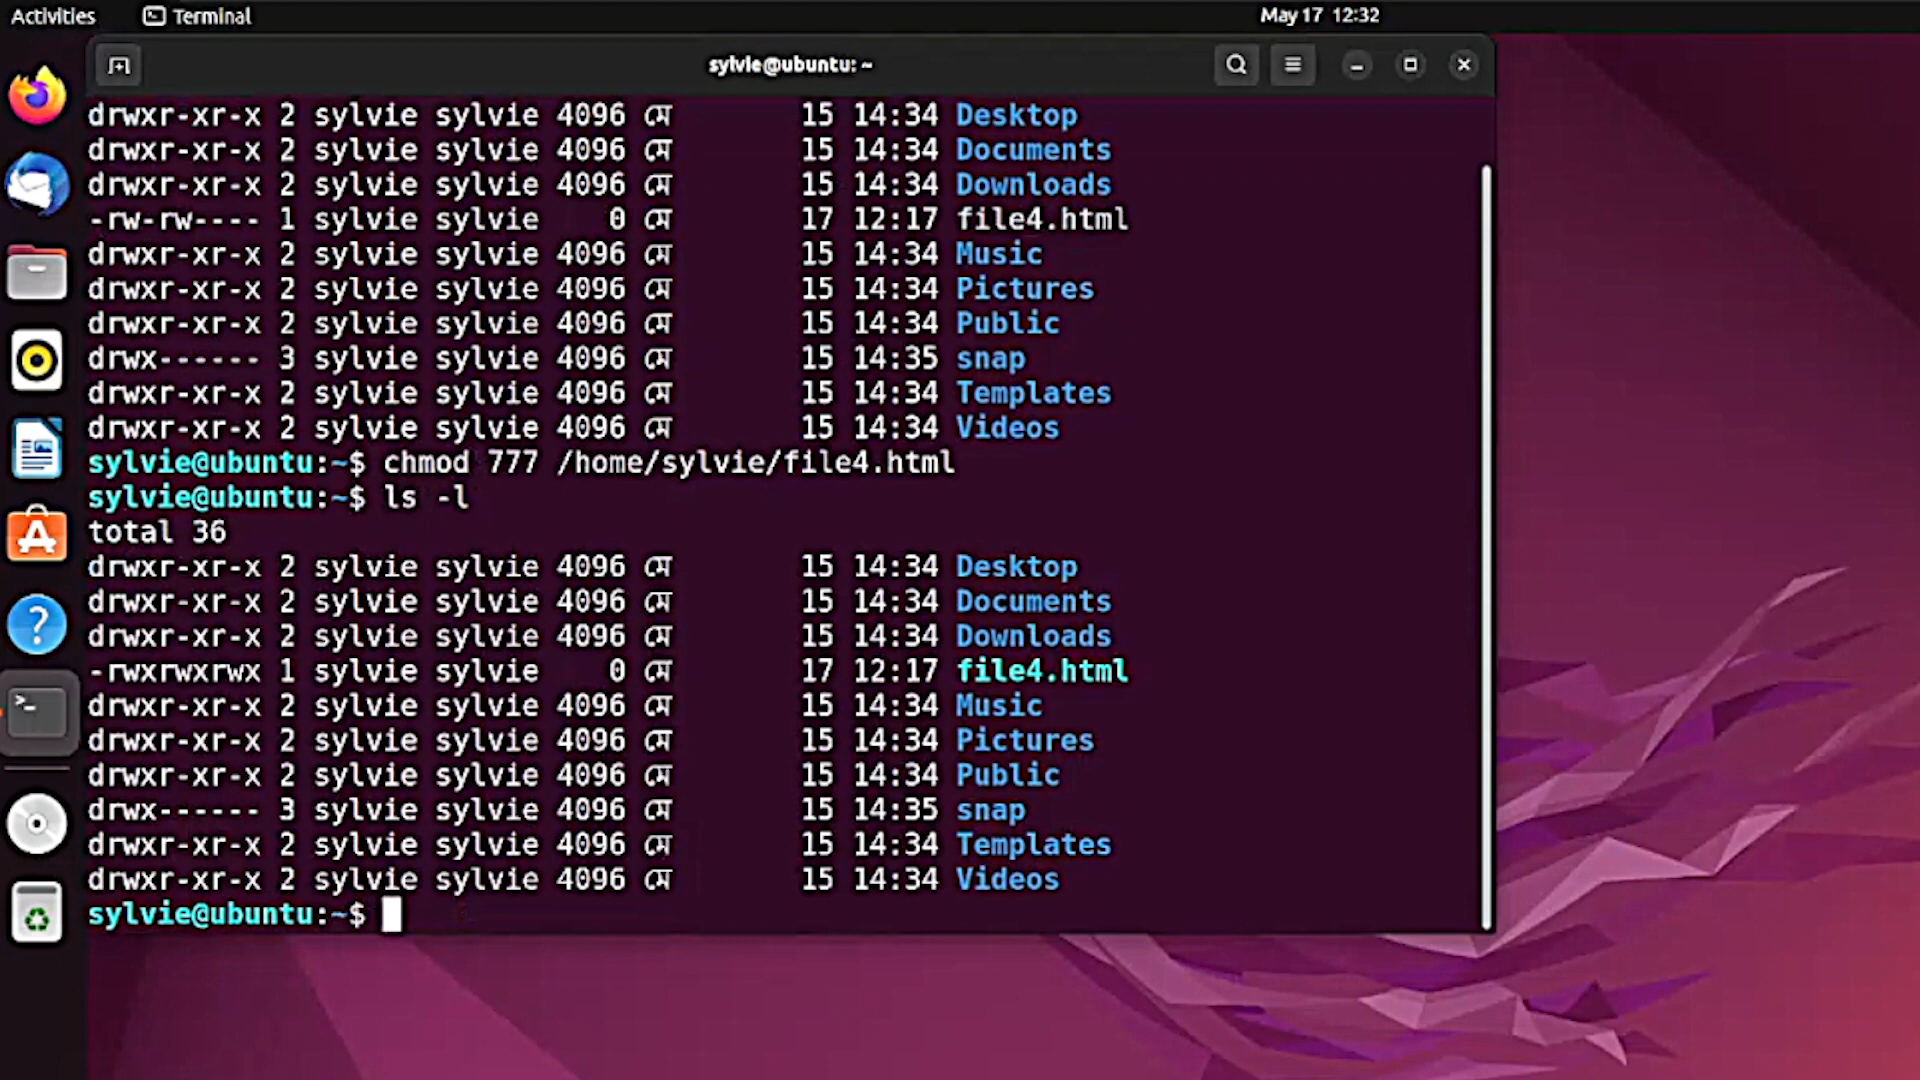 Activities Terminal May 17 12:32
sylvie@ubuntu: ~
drwxr-xr-x 2 sylvie sylvie 4096 মে 15 14:34 Desktop
drwxr-xr-x 2 sylvie sylvie 4096 মে 15 14:34 Documents
drwxr-xr-x 2 sylvie sylvie 4096 মে 15 14:34 Downloads
-rw-rw---- 1 sylvie sylvie 0 মে 17 12:17 file4.html
drwxr-xr-x 2 sylvie sylvie 4096 মে 15 14:34 Music
drwxr-xr-x 2 sylvie sylvie 4096 মে 15 14:34 Pictures
drwxr-xr-x 2 sylvie sylvie 4096 মে 15 14:34 Public
drwx------ 3 sylvie sylvie 4096 মে 15 14:35 snap
drwxr-xr-x 2 sylvie sylvie 4096 মে 15 14:34 Templates
drwxr-xr-x 2 sylvie sylvie 4096 মে 15 14:34 Videos
sylvie@ubuntu:~$ chmod 777 /home/sylvie/file4.html
sylvie@ubuntu:~$ ls -l
total 36
drwxr-xr-x 2 sylvie sylvie 4096 মে 15 14:34 Desktop
drwxr-xr-x 2 sylvie sylvie 4096 মে 15 14:34 Documents
drwxr-xr-x 2 sylvie sylvie 4096 মে 15 14:34 Downloads
-rwxrwxrwx 1 sylvie sylvie 0 মে 17 12:17 file4.html
drwxr-xr-x 2 sylvie sylvie 4096 মে 15 14:34 Music
drwxr-xr-x 2 sylvie sylvie 4096 মে 15 14:34 Pictures
drwxr-xr-x 2 sylvie sylvie 4096 মে 15 14:34 Public
drwx------ 3 sylvie sylvie 4096 মে 15 14:35 snap
drwxr-xr-x 2 sylvie sylvie 4096 মে 15 14:34 Templates
drwxr-xr-x 2 sylvie sylvie 4096 মে 15 14:34 Videos
sylvie@ubuntu:~$